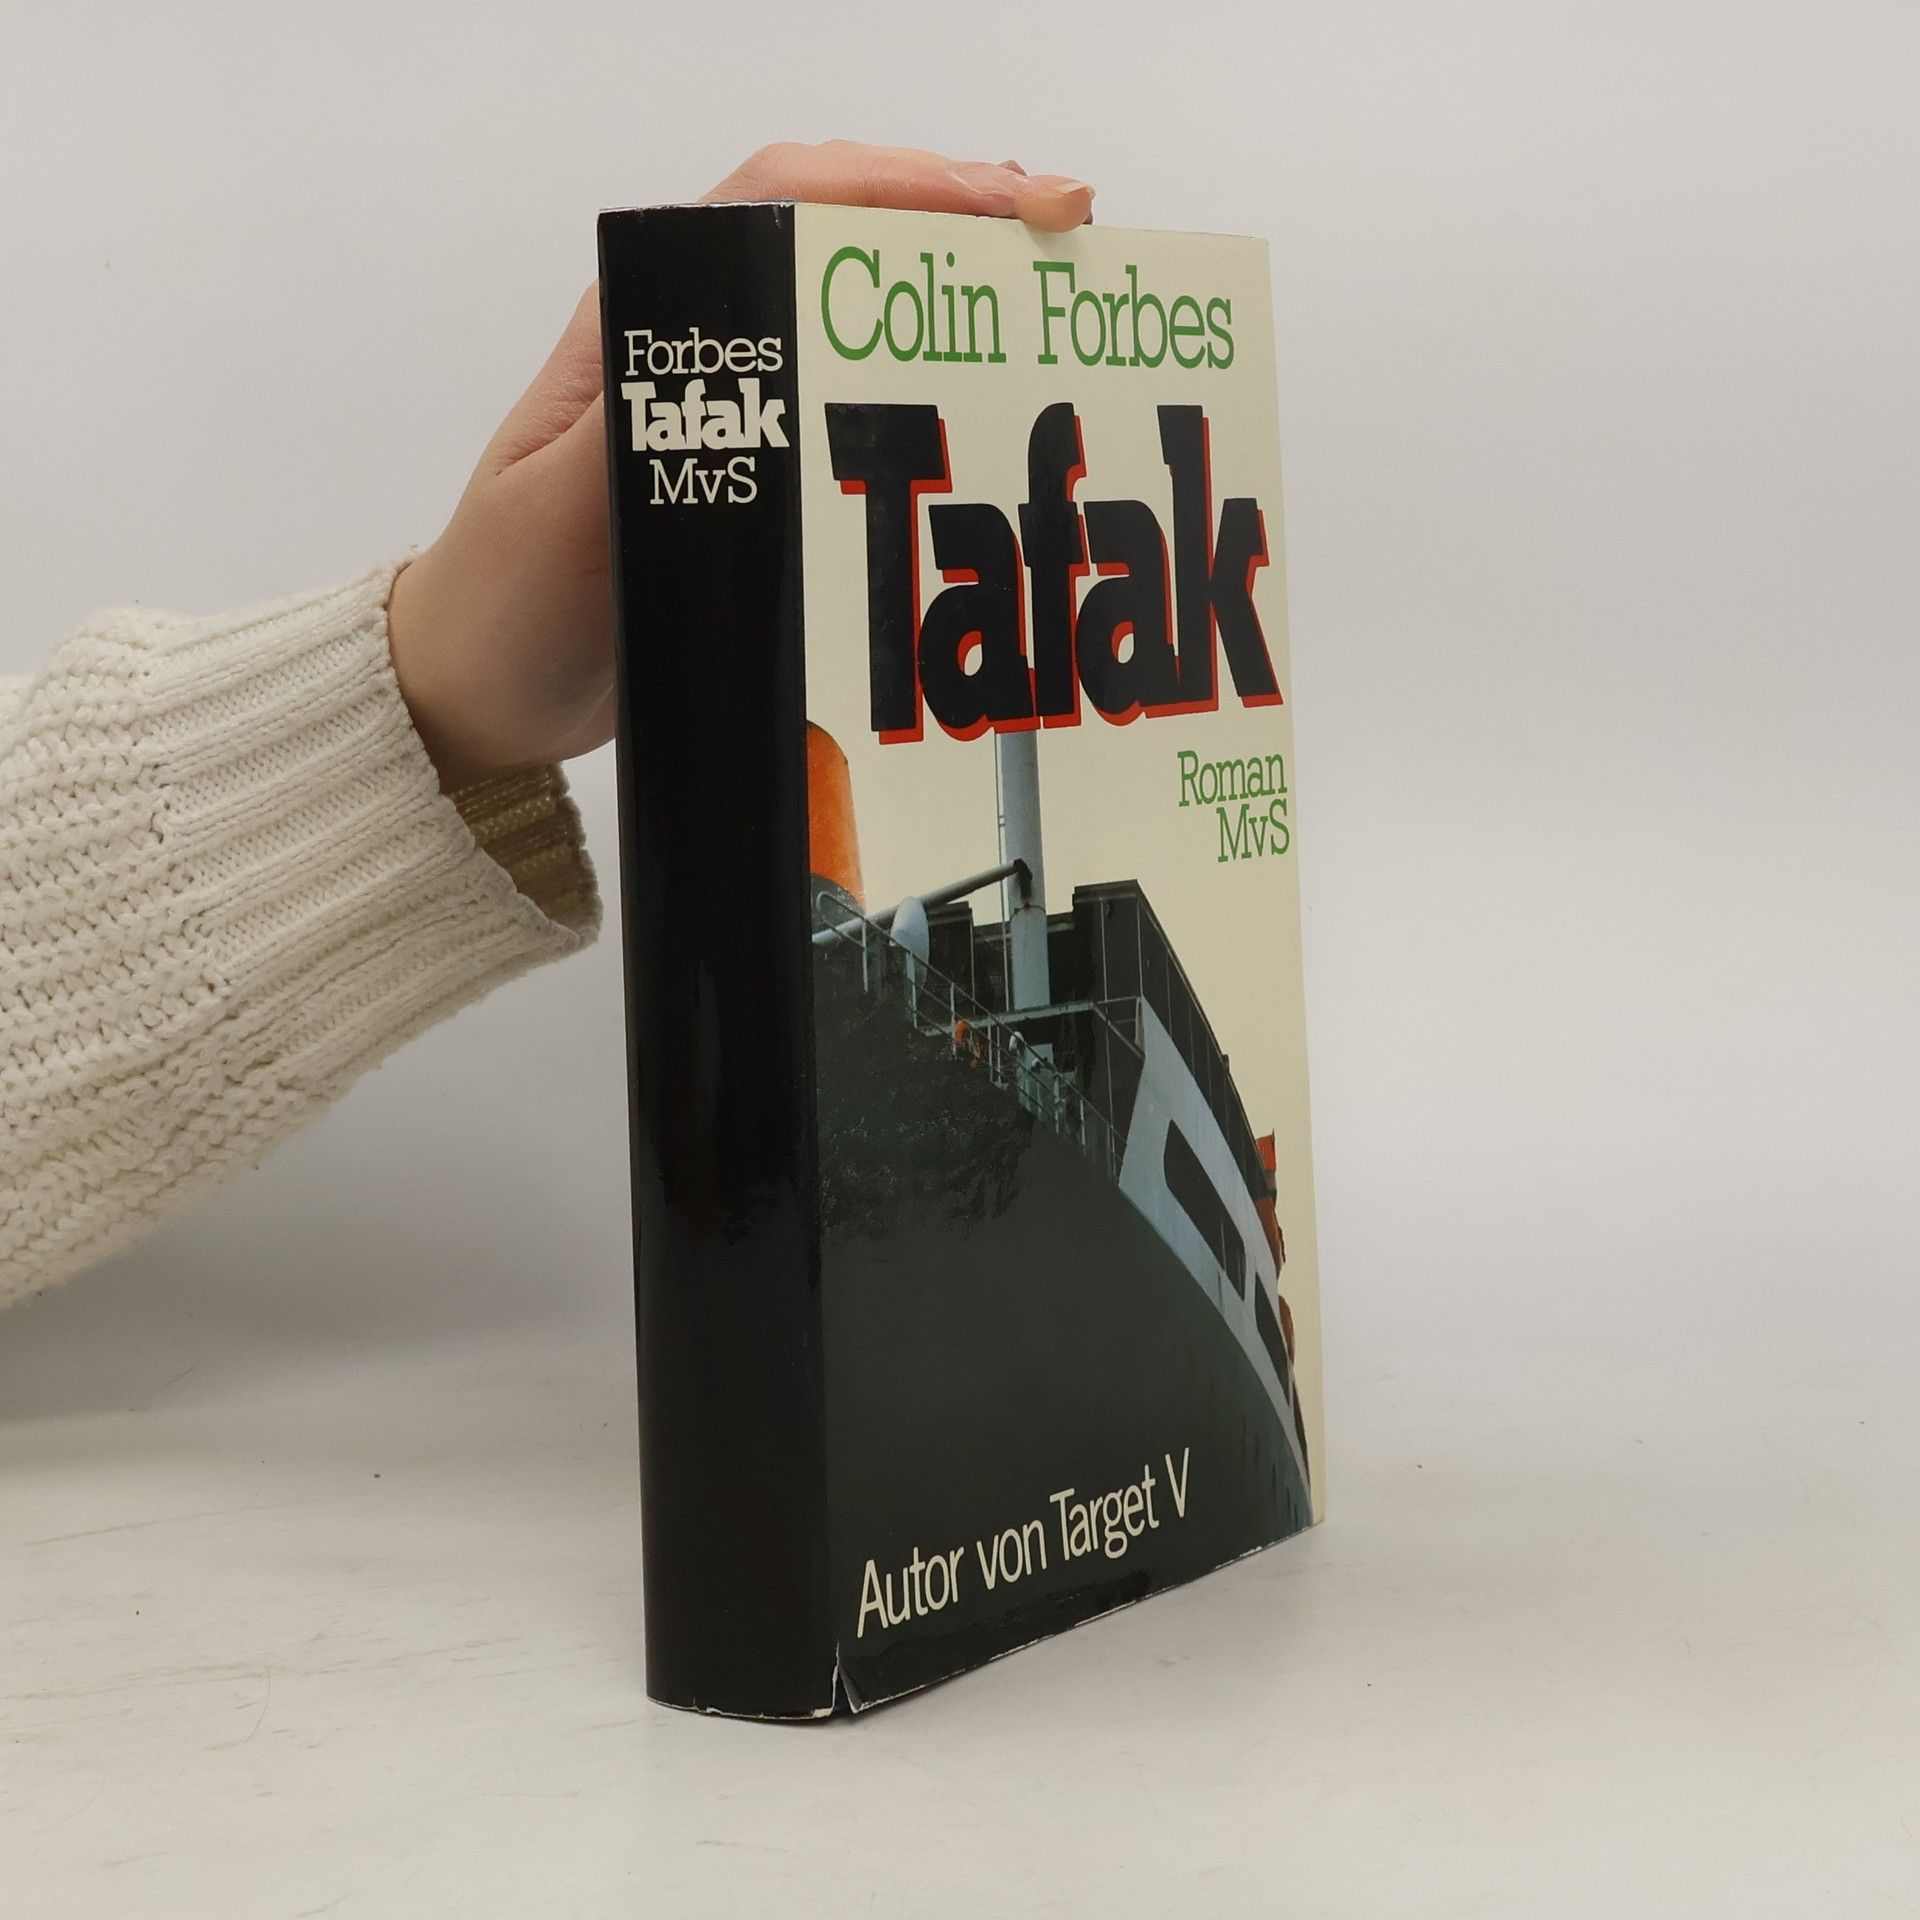 Forbes
Tafak
MvS
Colin Forbes
Tafak
Roman
MvS
Autor von Target V